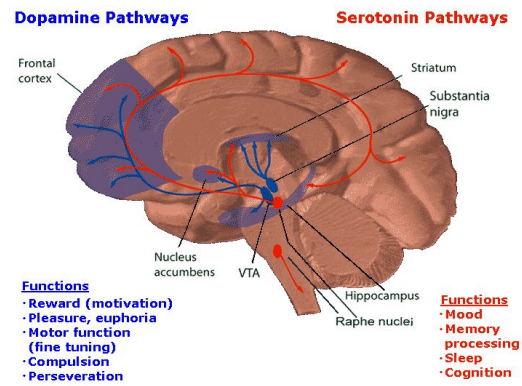 Dopamine Pathways
Serotonin Pathways
Frontal
cortex
Striatum
Substantia
nigra
Nucleus
accumbens
VTA
Hippocampus
Raphe nuclei
Functions
·Reward (motivation)
·Pleasure, euphoria
·Motor function
(fine tuning)
·Compulsion
·Perseveration
Functions
·Mood
·Memory
processing
·Sleep
·Cognition